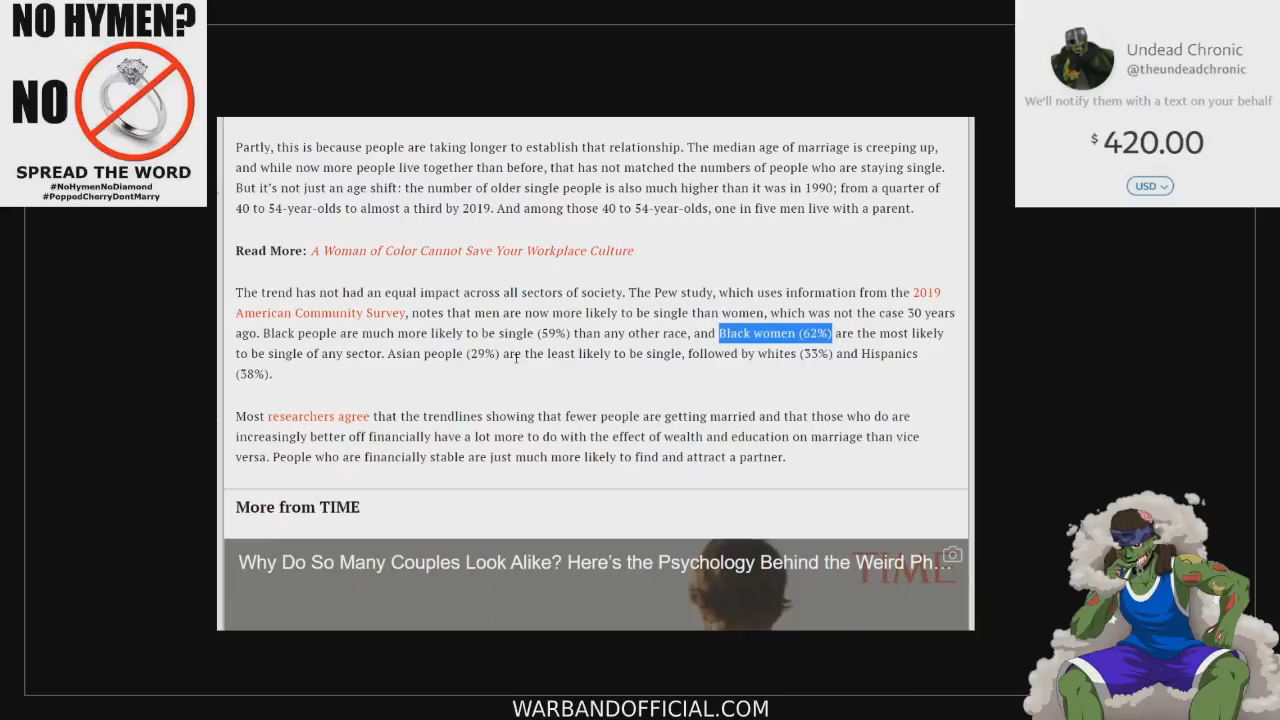 NO HYMEN?
NO
SPREAD THE WORD
#NoHymenNoDiamond
#PoppedCherryDontMarry
Undead Chronic
@theundeadchronic
We'll notify them with a text on your behalf
$420.00
USD
Partly, this is because people are taking longer to establish that relationship. The median age of marriage is creeping up,
and while now more people live together than before, that has not matched the numbers of people who are staying single.
But it's not just an age shift: the number of older single people is also much higher than it was in 1990; from a quarter of
40 to 54-year-olds to almost a third by 2019. And among those 40 to 54-year-olds, one in five men live with a parent.
Read More: A Woman of Color Cannot Save Your Workplace Culture
The trend has not had an equal impact across all sectors of society. The Pew study, which uses information from the 2019
American Community Survey, notes that men are now more likely to be single than women, which was not the case 30 years
ago. Black people are much more likely to be single (59%) than any other race, and Black women (62%) are the most likely
to be single of any sector. Asian people (29%) are the least likely to be single, followed by whites (33%) and Hispanics
(38%).
Most researchers agree that the trendlines showing that fewer people are getting married and that those who do are
increasingly better off financially have a lot more to do with the effect of wealth and education on marriage than vice
versa. People who are financially stable are just much more likely to find and attract a partner.
More from TIME
Why Do So Many Couples Look Alike? Here's the Psychology Behind the Weird Ph...
TIME
WARBANDOFFICIAL.COM